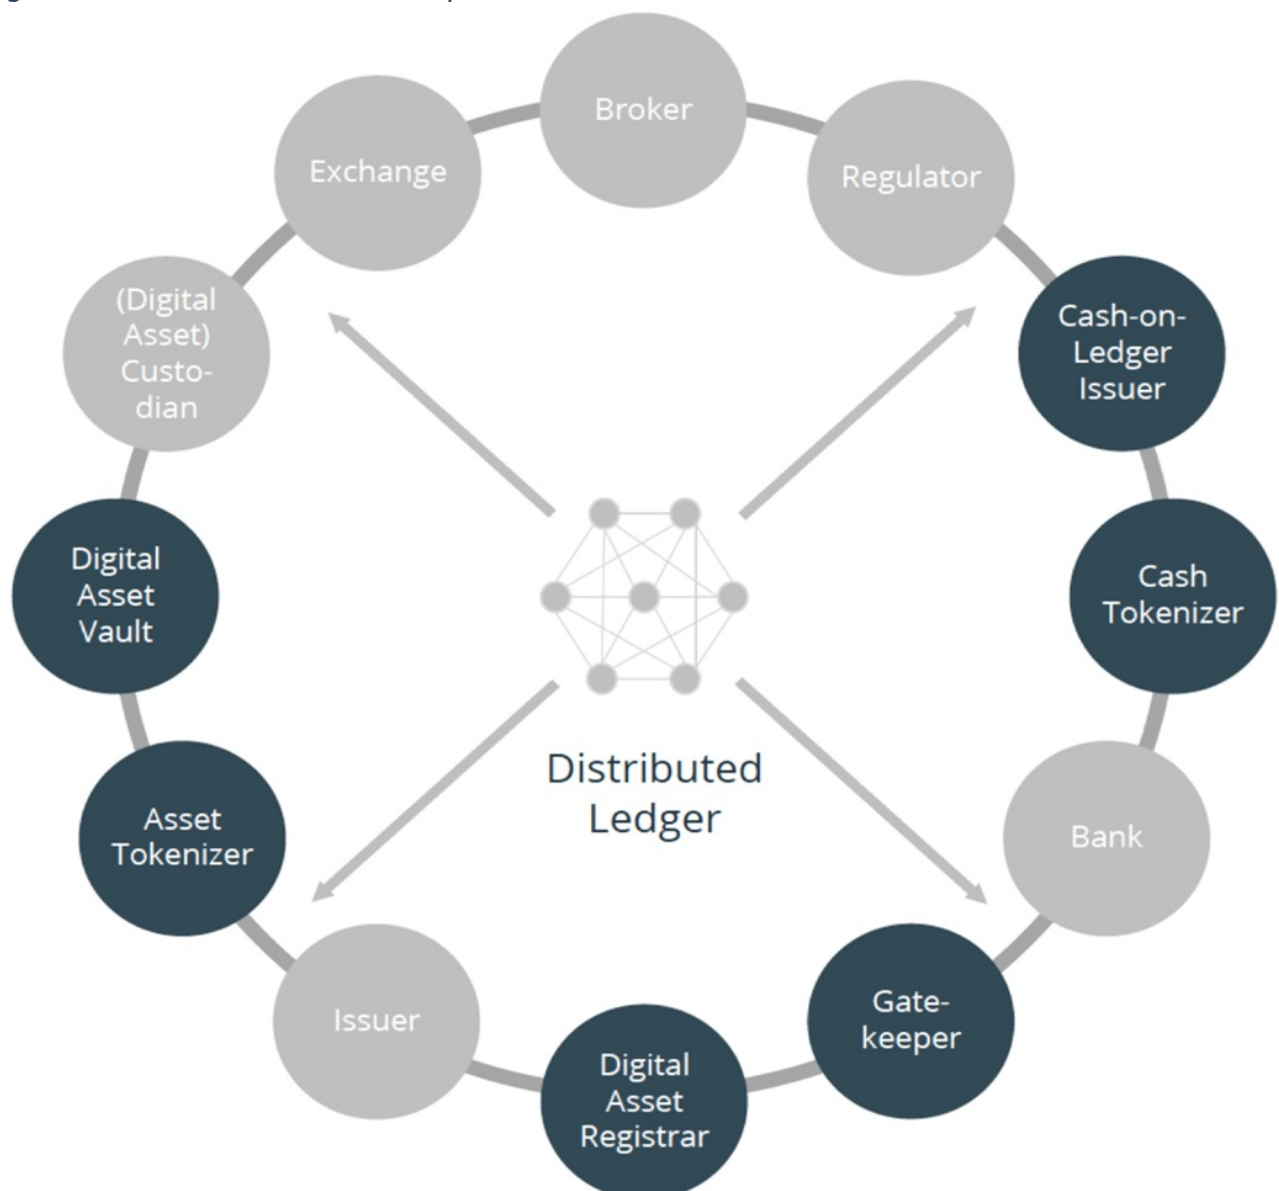 Broker
Exchange
Regulator
(Digital
Asset)
Custo-
dian
Cash-on-
Ledger
Issuer
Digital
Asset
Vault
Cash
Tokenizer
Distributed
Ledger
Asset
Tokenizer
Bank
Issuer
Gate-
keeper
Digital
Asset
Registrar